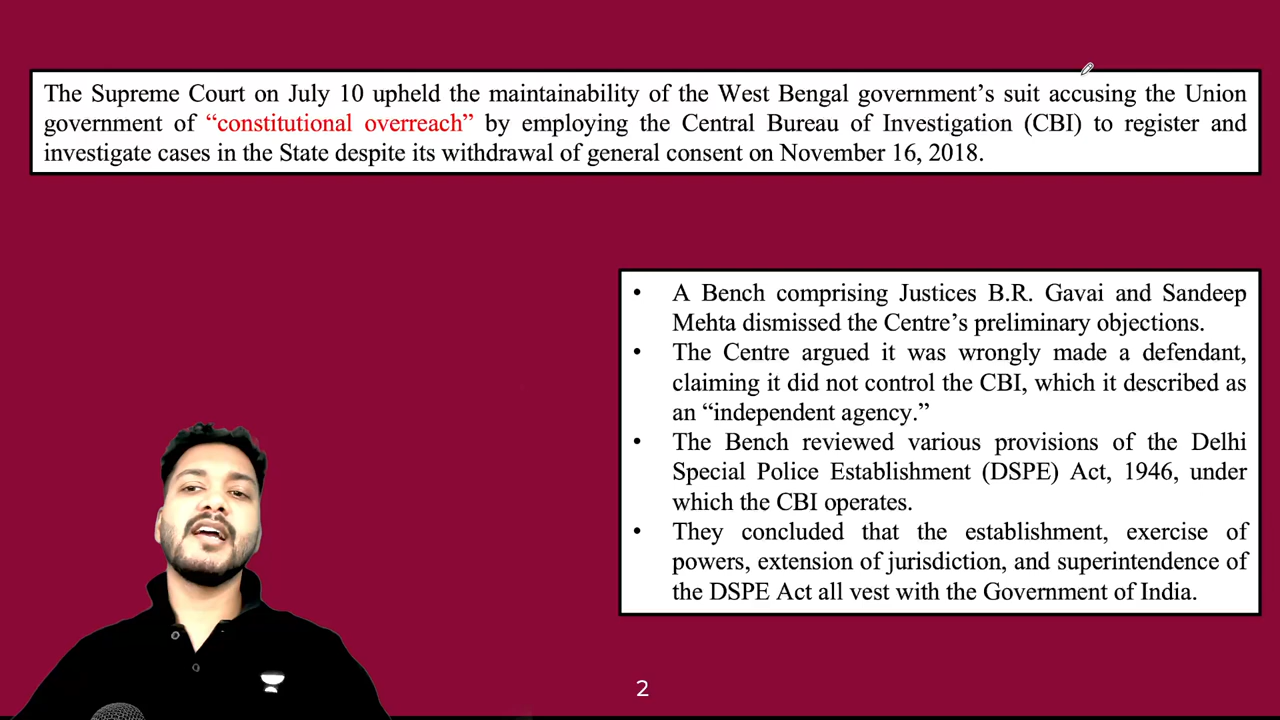 The Supreme Court on July 10 upheld the maintainability of the West Bengal government’s suit accusing the Union
government of “constitutional overreach” by employing the Central Bureau of Investigation (CBI) to register and
investigate cases in the State despite its withdrawal of general consent on November 16, 2018.
• A Bench comprising Justices B.R. Gavai and Sandeep
Mehta dismissed the Centre’s preliminary objections.
• The Centre argued it was wrongly made a defendant,
claiming it did not control the CBI, which it described as
an “independent agency.”
• The Bench reviewed various provisions of the Delhi
Special Police Establishment (DSPE) Act, 1946, under
which the CBI operates.
• They concluded that the establishment, exercise of
powers, extension of jurisdiction, and superintendence of
the DSPE Act all vest with the Government of India.
2